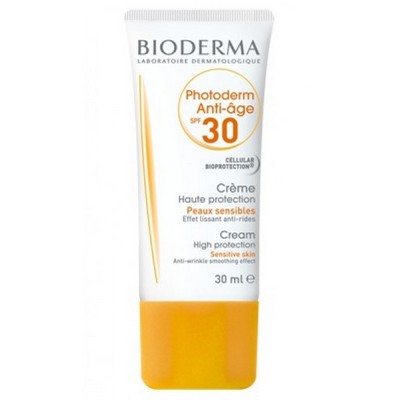 BIODERMA
LABORATOIRE DERMATOLOGIQUE
Photoderm
Anti-âge
SPF 30
CELLULAR
BIOPROTECTION®
Crème
Haute protection
Peaux sensibles
Effet lissant anti-rides
Cream
High protection
Sensitive skin
Anti-wrinkle smoothing effect
30 ml e